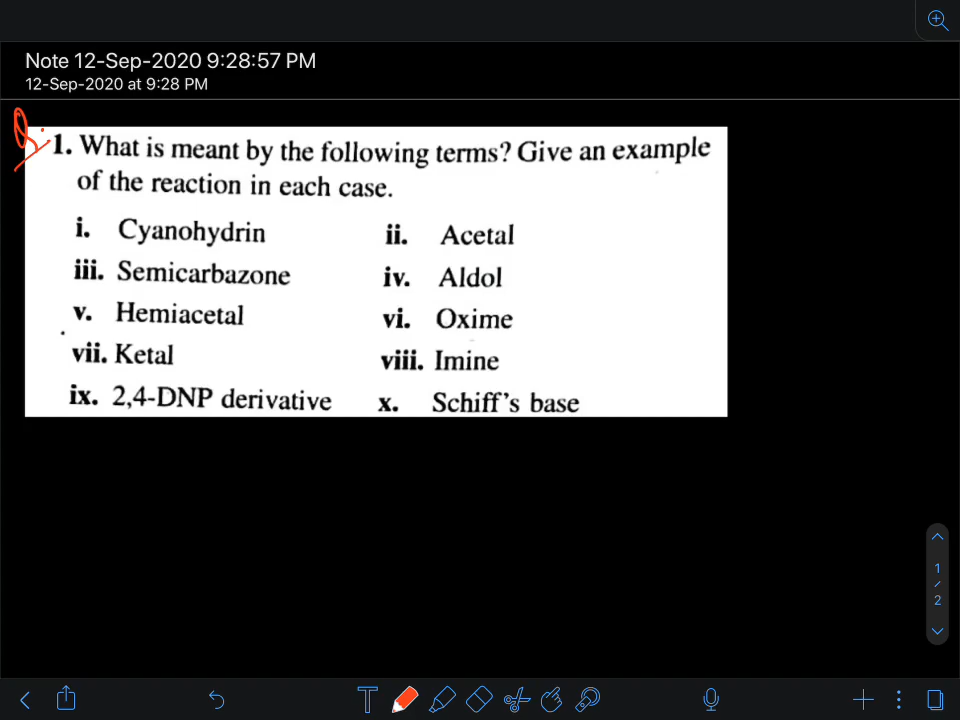 Note 12-Sep-2020 9:28:57 PM
12-Sep-2020 at 9:28 PM
Q. 1. What is meant by the following terms? Give an example
of the reaction in each case.
i. Cyanohydrin ii. Acetal
iii. Semicarbazone iv. Aldol
v. Hemiacetal vi. Oxime
vii. Ketal viii. Imine
ix. 2,4-DNP derivative x. Schiff's base
1
/
2
T